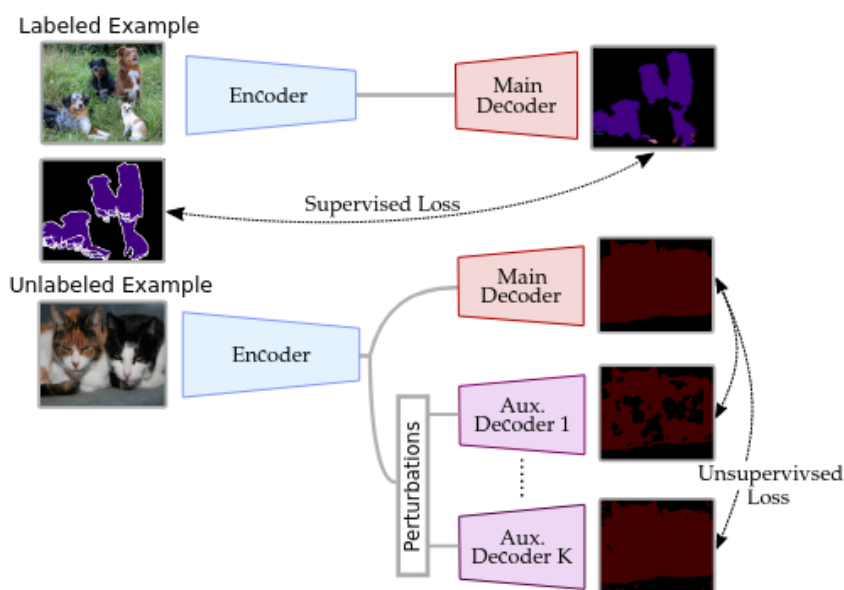 Labeled Example
Encoder
Main
Decoder
Supervised Loss
Unlabeled Example
Encoder
Main
Decoder
Perturbations
Aux.
Decoder 1
Unsupervivsed
Loss
Aux.
Decoder K